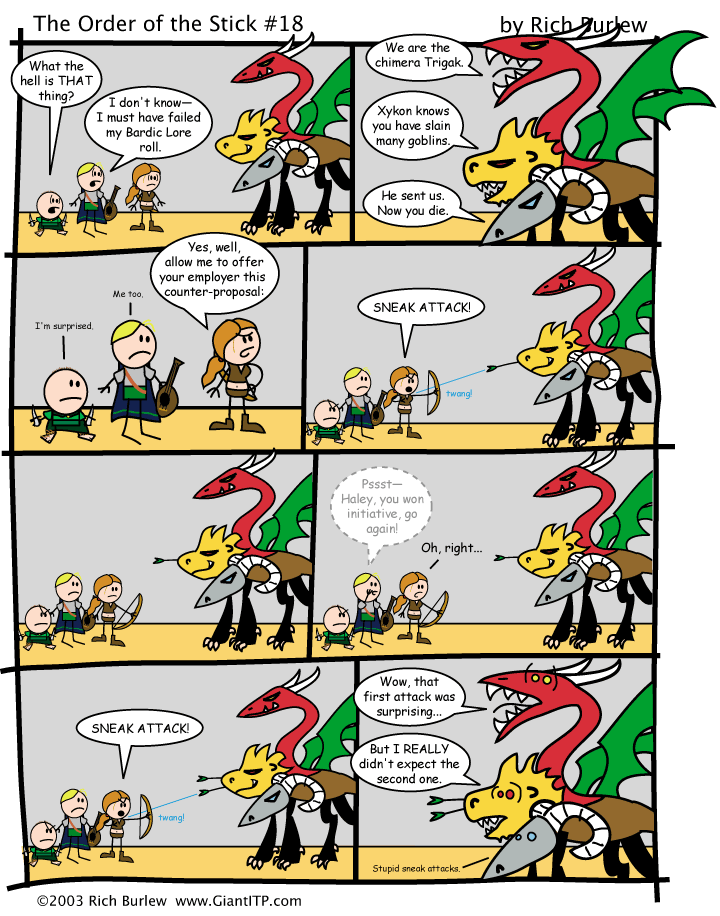 The Order of the Stick #18
by Rich Burlew
What the
hell is THAT
thing?
I don't know—
I must have failed
my Bardic Lore
roll.
We are the
chimera Trigak.
Xykon knows
you have slain
many goblins.
He sent us.
Now you die.
I'm surprised.
Me too.
Yes, well,
allow me to offer
your employer this
counter-proposal:
SNEAK ATTACK!
twang!
Pssst—
Haley, you won
initiative, go
again!
Oh, right...
SNEAK ATTACK!
twang!
Wow, that
first attack was
surprising...
But I REALLY
didn't expect the
second one.
Stupid sneak attacks.
©2003 Rich Burlew www.GiantITP.com